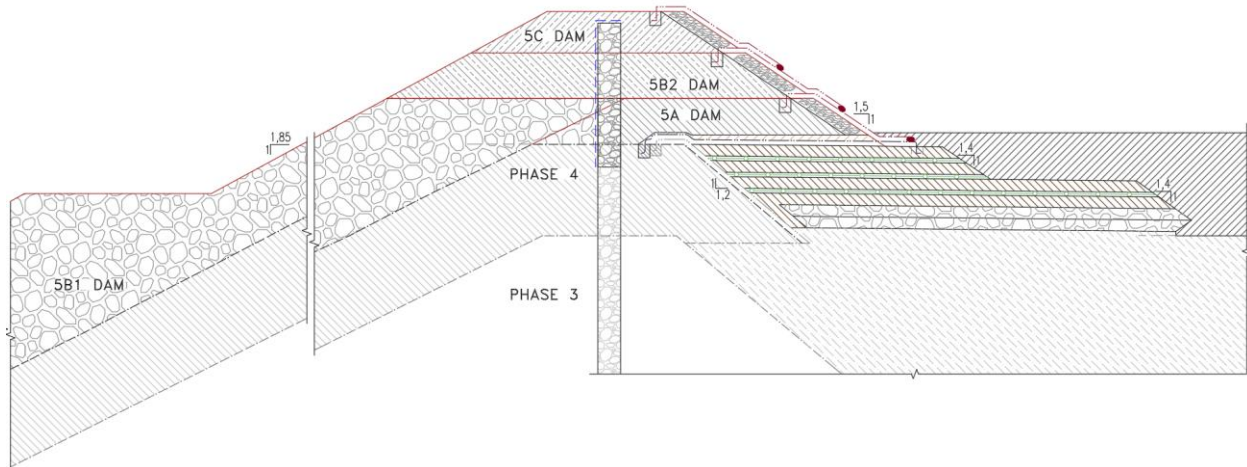 5C DAM
5B2 DAM
5A DAM
1,5
1
1,85
1
1,4
1
PHASE 4
1
1,2
1,4
1
5B1 DAM
PHASE 3